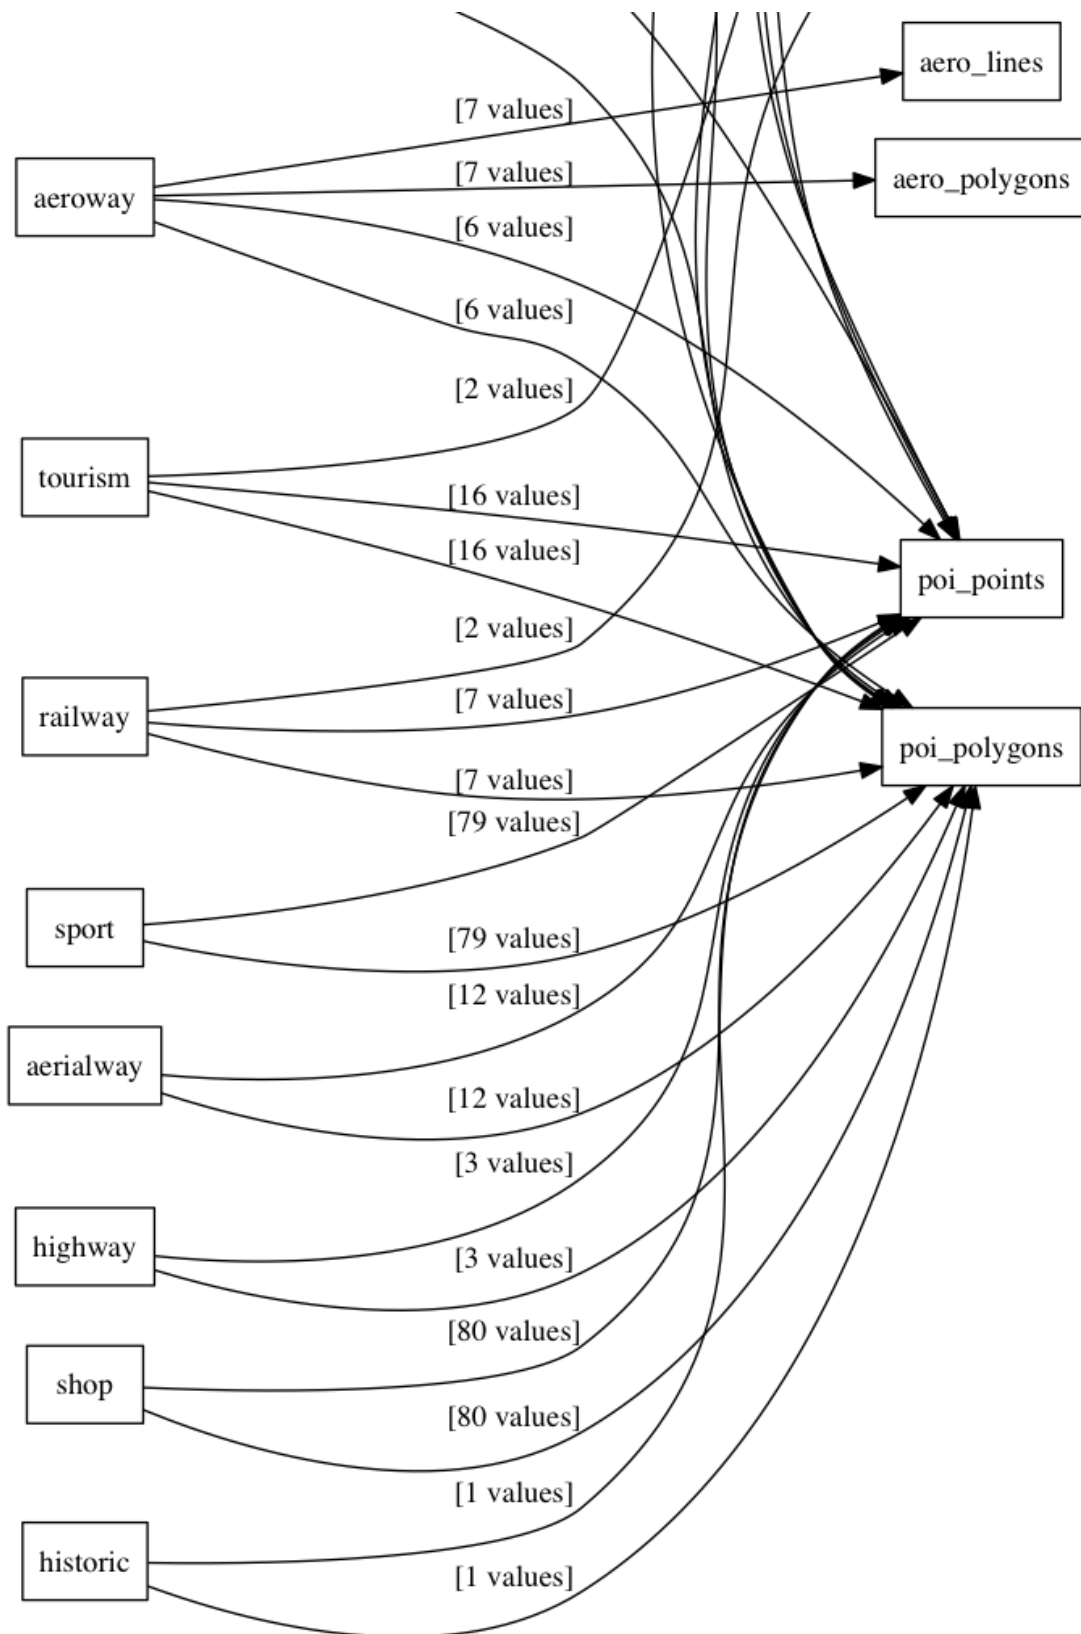 aero_lines
[7 values]
aeroway
[7 values]
aero_polygons
[6 values]
[6 values]
[2 values]
tourism
[16 values]
[16 values]
poi_points
[2 values]
railway
[7 values]
poi_polygons
[7 values]
[79 values]
sport
[79 values]
[12 values]
aerialway
[12 values]
[3 values]
highway
[3 values]
[80 values]
shop
[80 values]
[1 values]
historic
[1 values]